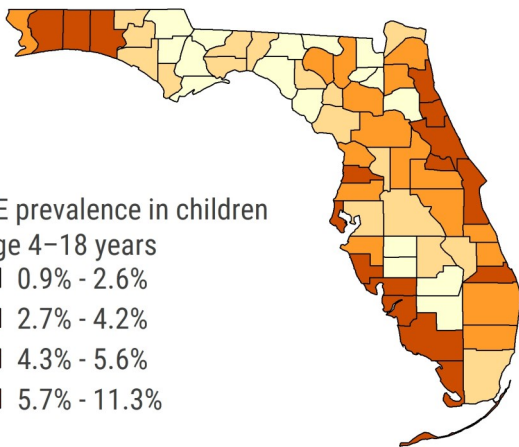 E prevalence in children
ge 4–18 years
0.9% - 2.6%
2.7% - 4.2%
4.3% - 5.6%
5.7% - 11.3%